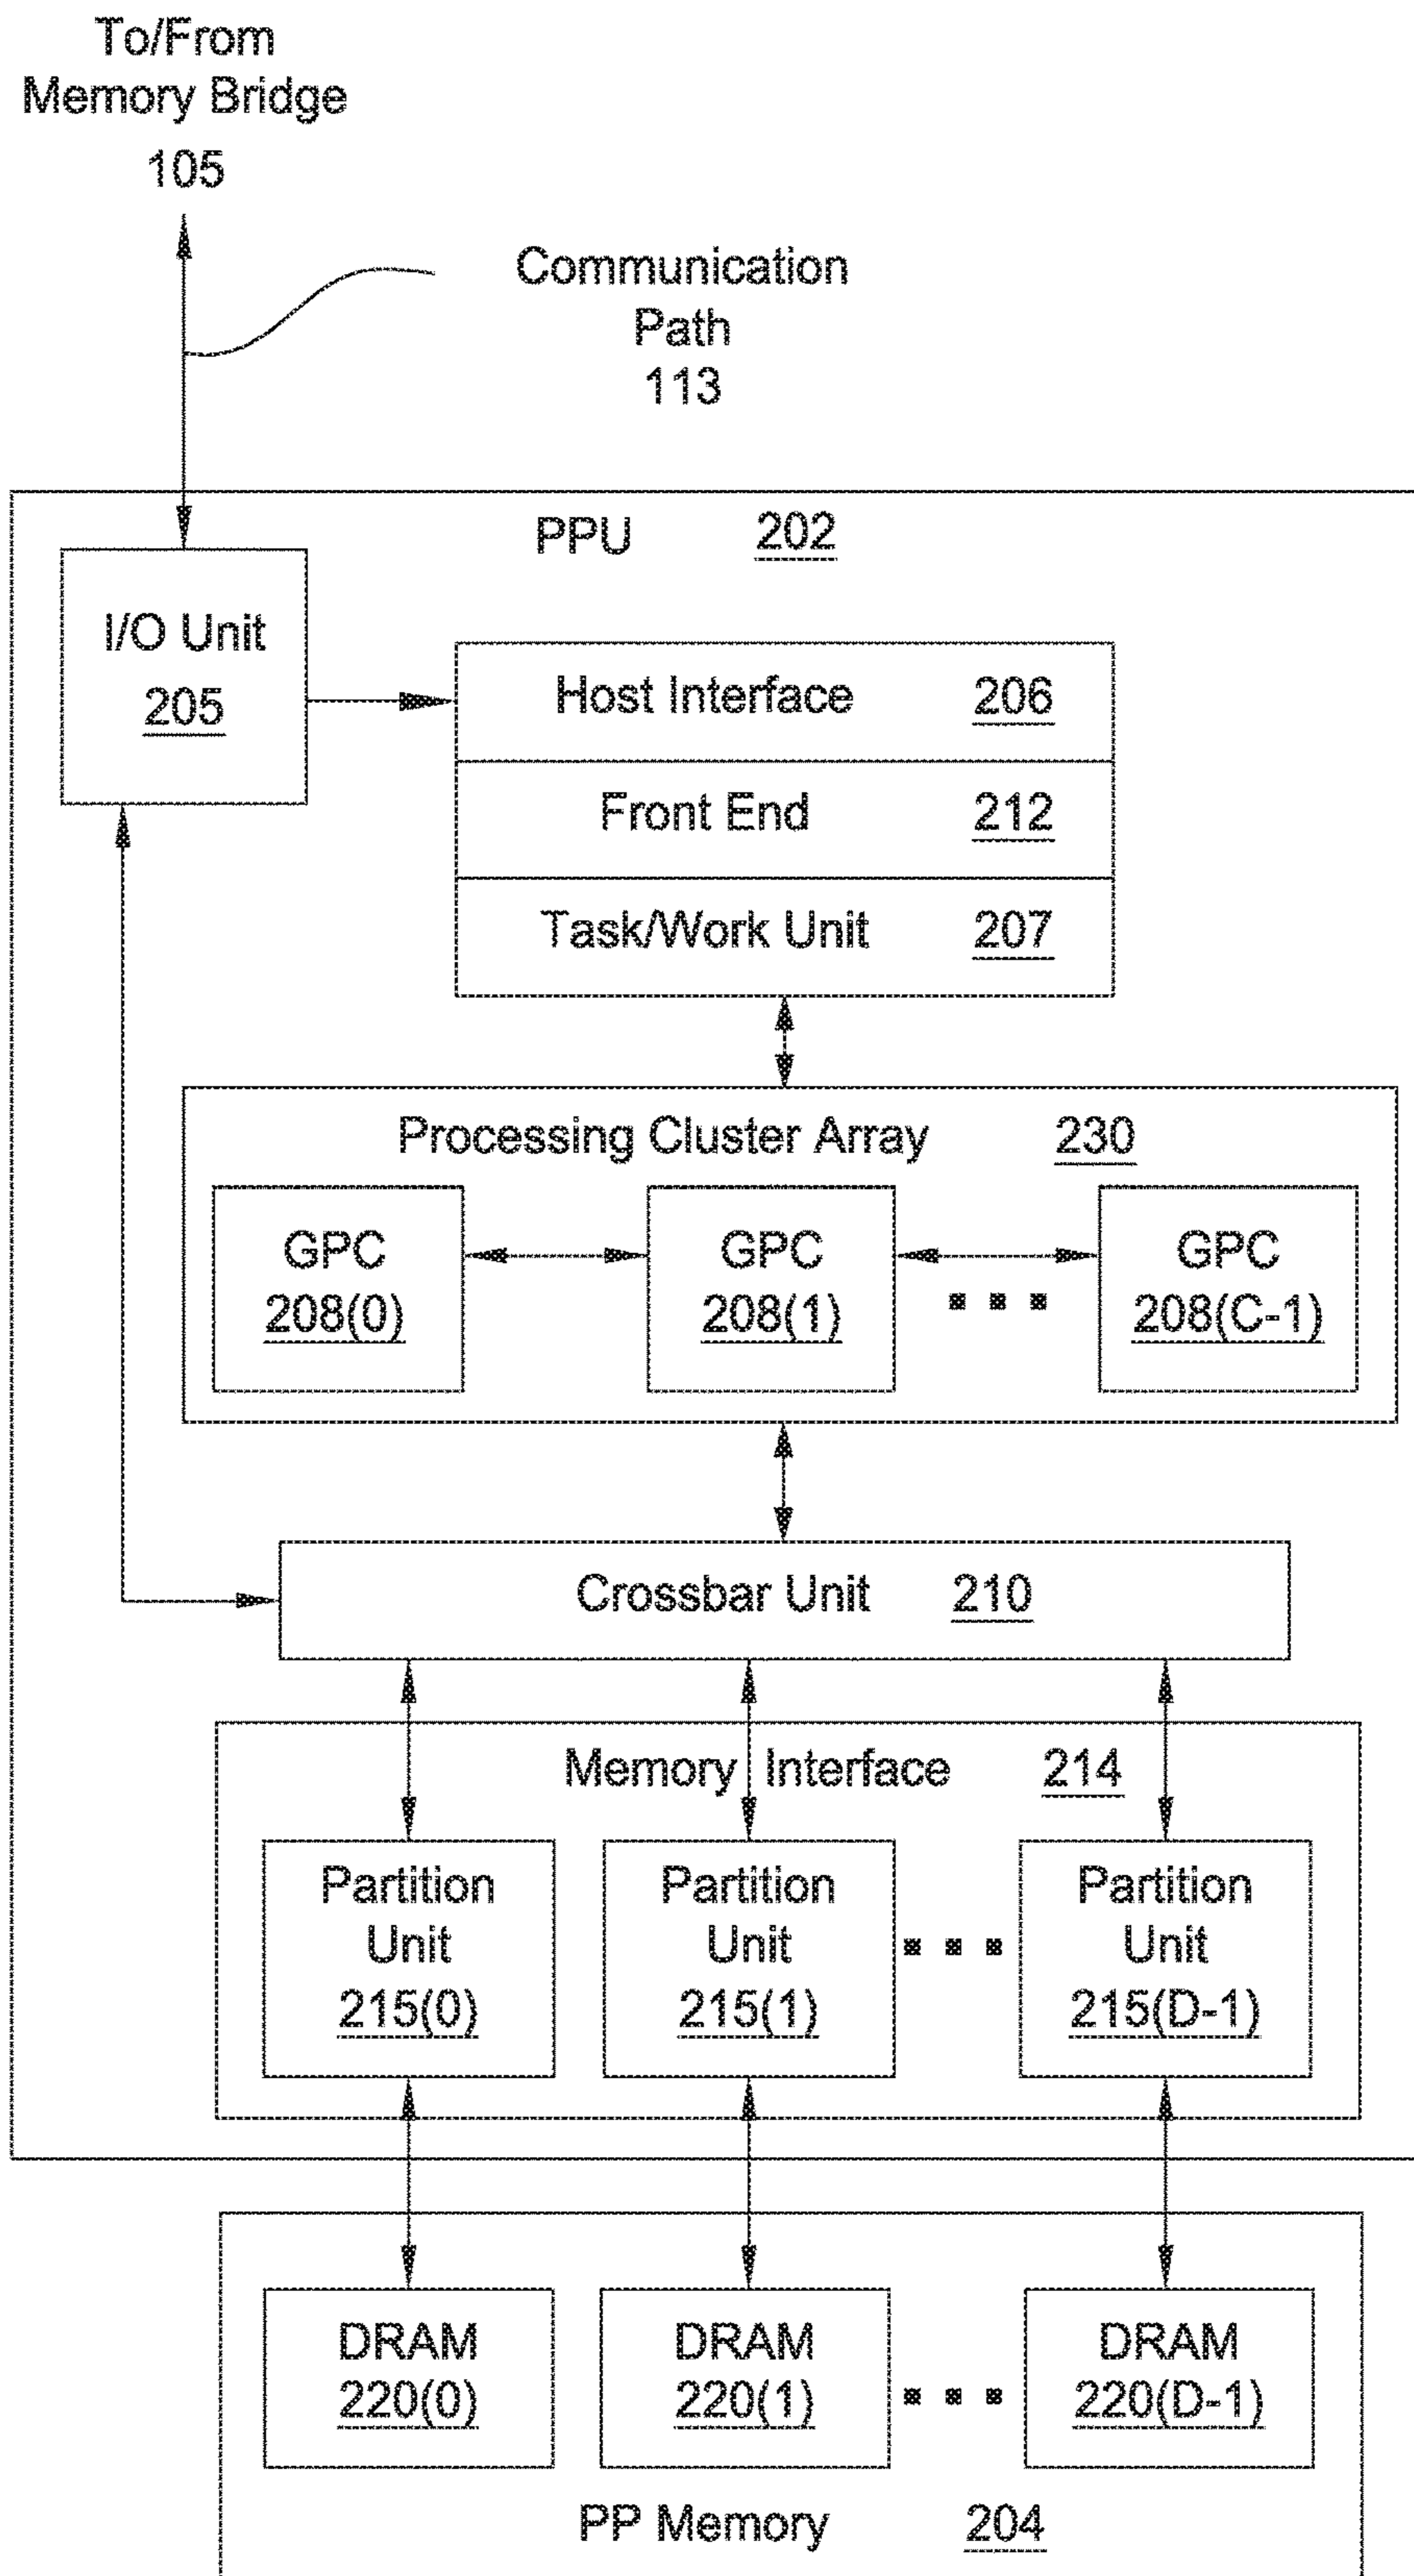 To/From
Memory Bridge
105
Communication
Path
113
PPU 202
I/O Unit
205
Host Interface 206
Front End 212
Task/Work Unit 207
Processing Cluster Array 230
GPC
208(0)
GPC
208(1)
GPC
208(C-1)
Crossbar Unit 210
Memory Interface 214
Partition
Unit
215(0)
Partition
Unit
215(1)
Partition
Unit
215(D-1)
DRAM
220(0)
DRAM
220(1)
DRAM
220(D-1)
PP Memory 204